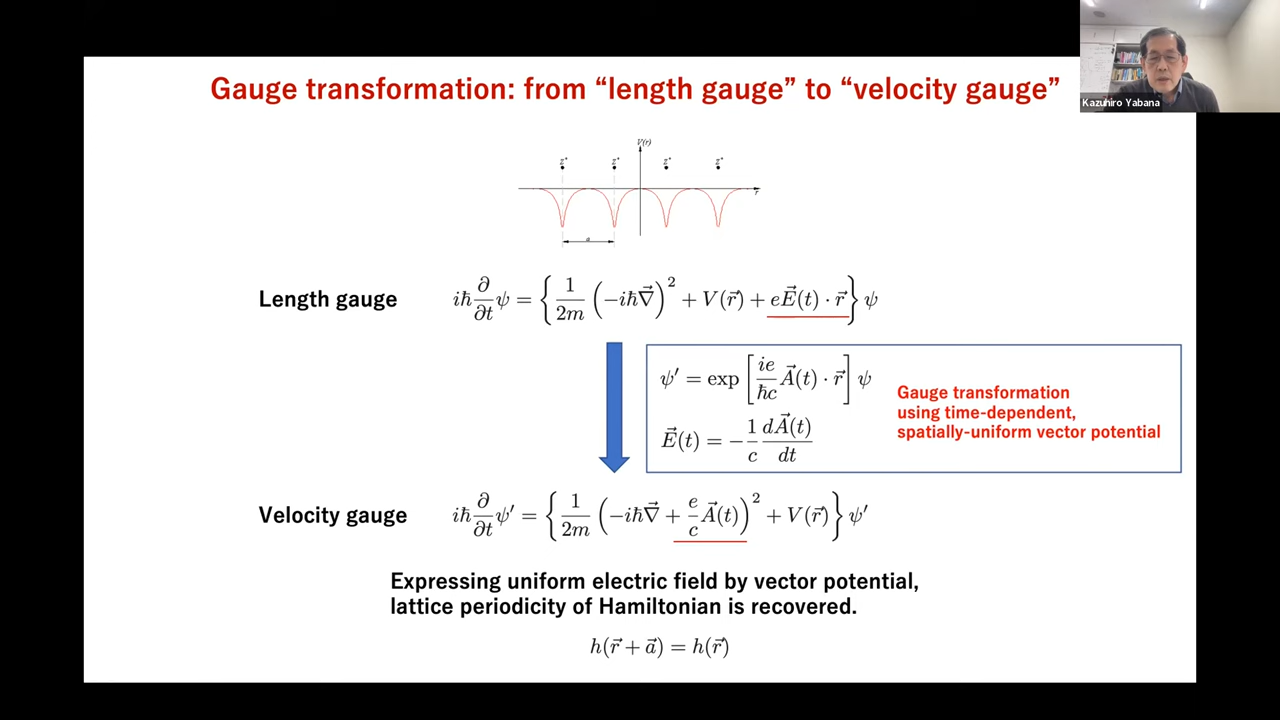 Gauge transformation: from “length gauge” to “velocity gauge”
Kazuhiro Yabana
V(r)
z⁺ z⁺ z⁺ z⁺
r
a
Length gauge iħ ∂/∂t ψ = { 1/2m (−iħ∇⃗)² + V(r⃗) + eE⃗(t) · r⃗ } ψ
ψ′ = exp [ ie/ħc A⃗(t) · r⃗ ] ψ
E⃗(t) = − 1/c dA⃗(t)/dt
Gauge transformation
using time-dependent,
spatially-uniform vector potential
Velocity gauge iħ ∂/∂t ψ′ = { 1/2m (−iħ∇⃗ + e/c A⃗(t))² + V(r⃗) } ψ′
Expressing uniform electric field by vector potential,
lattice periodicity of Hamiltonian is recovered.
h(r⃗ + a⃗) = h(r⃗)